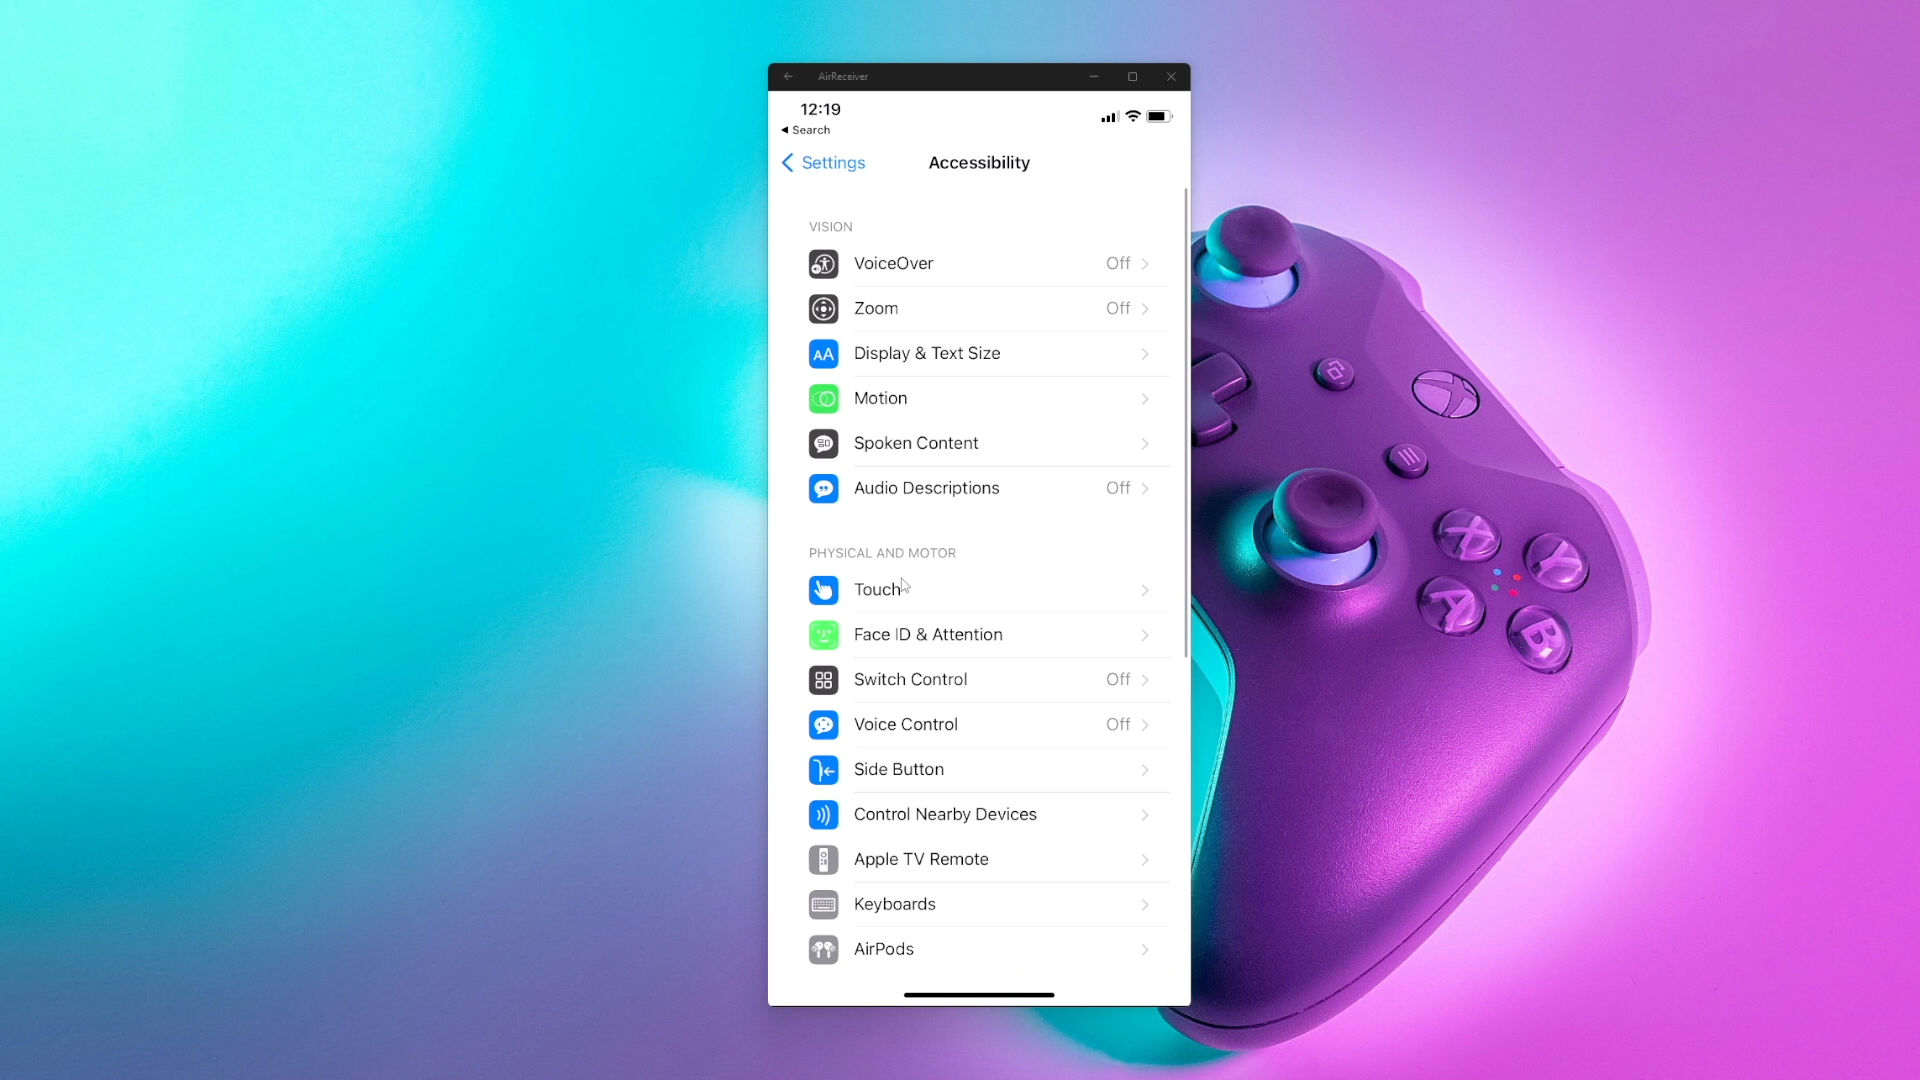 AirReceiver
12:19
Search
Settings
Accessibility
VISION
VoiceOver Off
Zoom Off
AA Display & Text Size
Motion
Spoken Content
Audio Descriptions Off
PHYSICAL AND MOTOR
Touch
Face ID & Attention
Switch Control Off
Voice Control Off
Side Button
Control Nearby Devices
Apple TV Remote
Keyboards
AirPods
X
Y
A
B